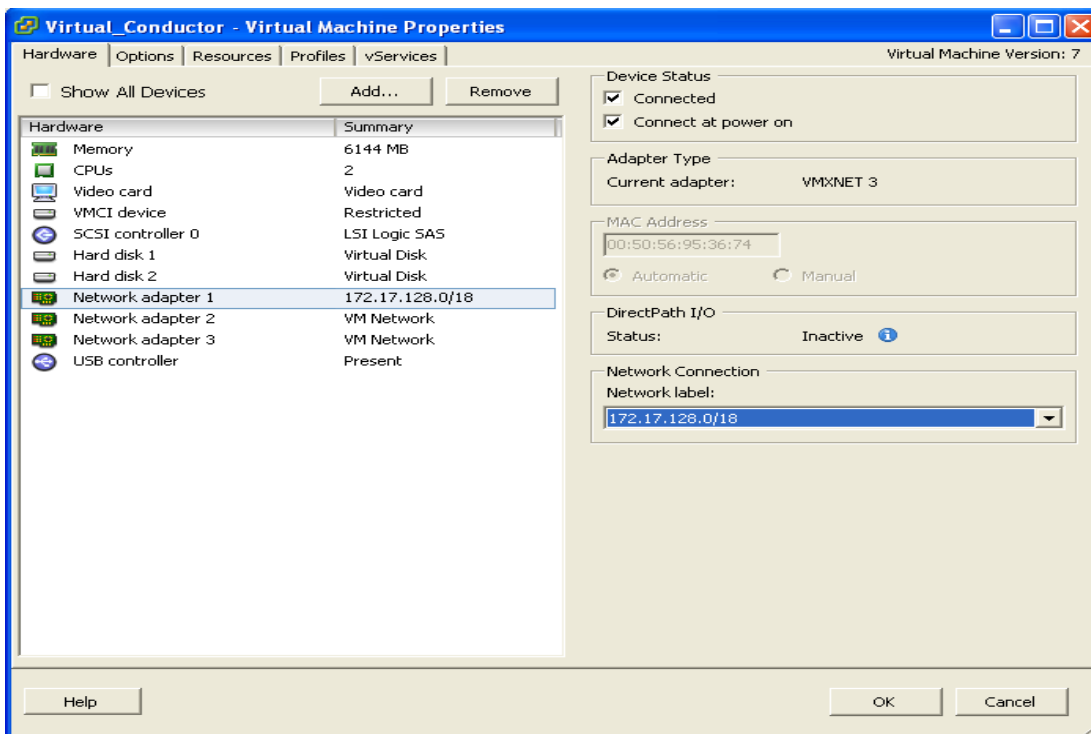 Virtual_Conductor - Virtual Machine Properties
Hardware Options Resources Profiles vServices Virtual Machine Version: 7
Show All Devices Add... Remove
Hardware Summary
Memory 6144 MB
CPUs 2
Video card Video card
VMCI device Restricted
SCSI controller 0 LSI Logic SAS
Hard disk 1 Virtual Disk
Hard disk 2 Virtual Disk
Network adapter 1 172.17.128.0/18
Network adapter 2 VM Network
Network adapter 3 VM Network
USB controller Present
Device Status
Connected
Connect at power on
Adapter Type
Current adapter: VMXNET 3
MAC Address
00:50:56:95:36:74
Automatic Manual
DirectPath I/O
Status: Inactive
Network Connection
Network label:
172.17.128.0/18
Help OK Cancel